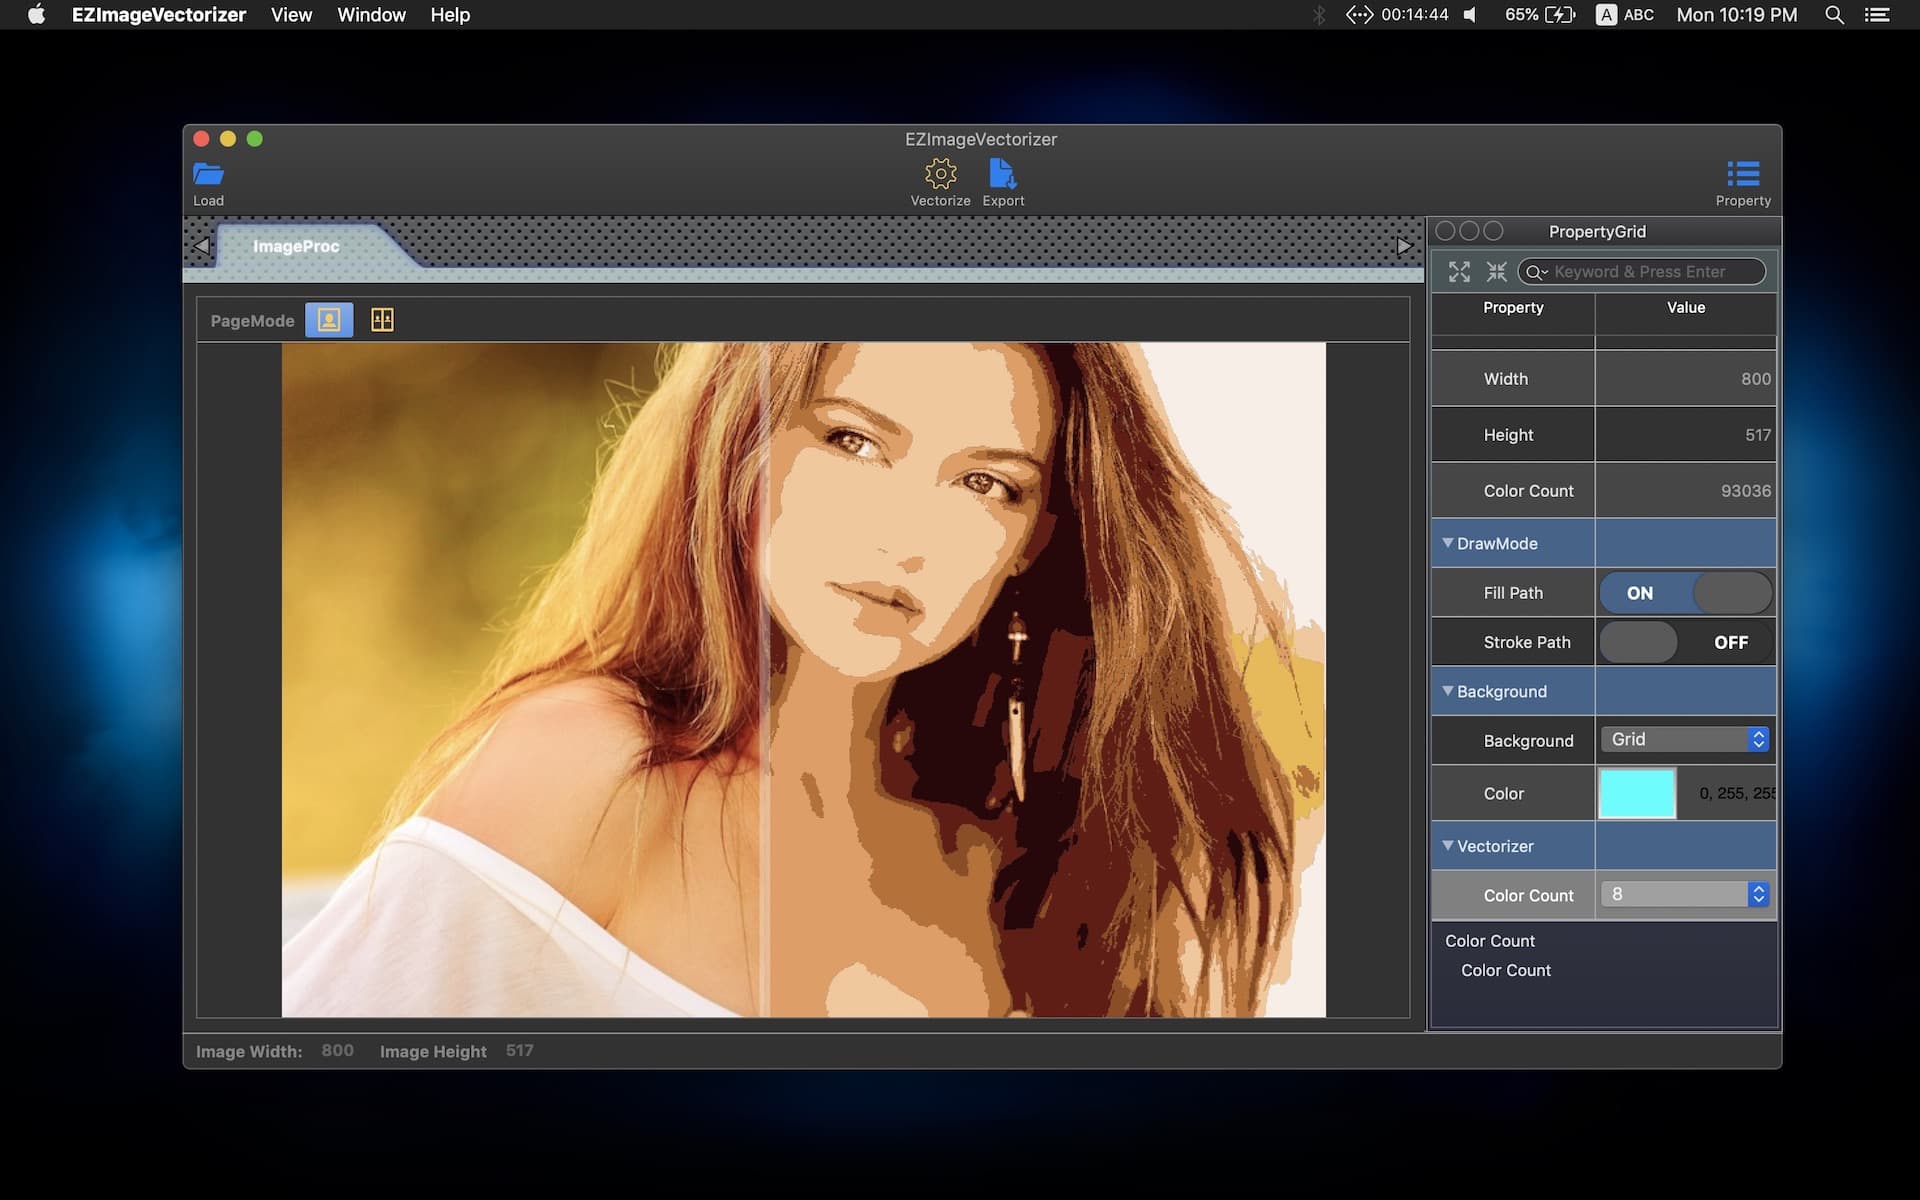 EZImageVectorizer View Window Help 00:14:44 65% A ABC Mon 10:19 PM
EZImageVectorizer
Load Vectorize Export Property
ImageProc
PageMode
Image Width: 800 Image Height 517
PropertyGrid
Keyword & Press Enter
Property Value
Width 800
Height 517
Color Count 93036
DrawMode
Fill Path ON
Stroke Path OFF
Background
Background Grid
Color 0, 255, 255
Vectorizer
Color Count 8
Color Count
Color Count